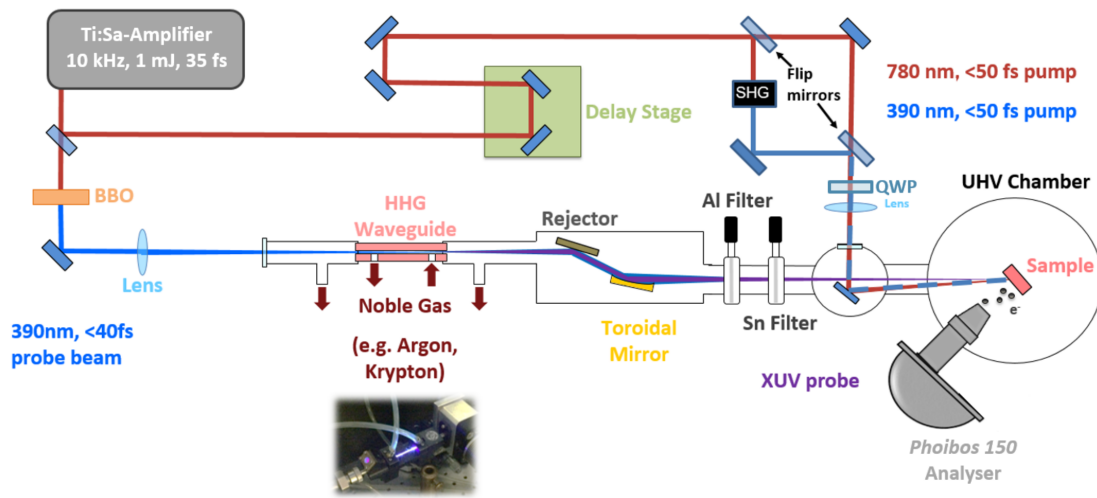 Ti:Sa-Amplifier
10 kHz, 1 mJ, 35 fs
Delay Stage
SHG
Flip
mirrors
780 nm, <50 fs pump
390 nm, <50 fs pump
BBO
QWP
Lens
UHV Chamber
Lens
HHG
Waveguide
Rejector
Al Filter
Sample
Noble Gas
(e.g. Argon,
Krypton)
Toroidal
Mirror
Sn Filter
e-
390nm, <40fs
probe beam
XUV probe
Phoibos 150
Analyser